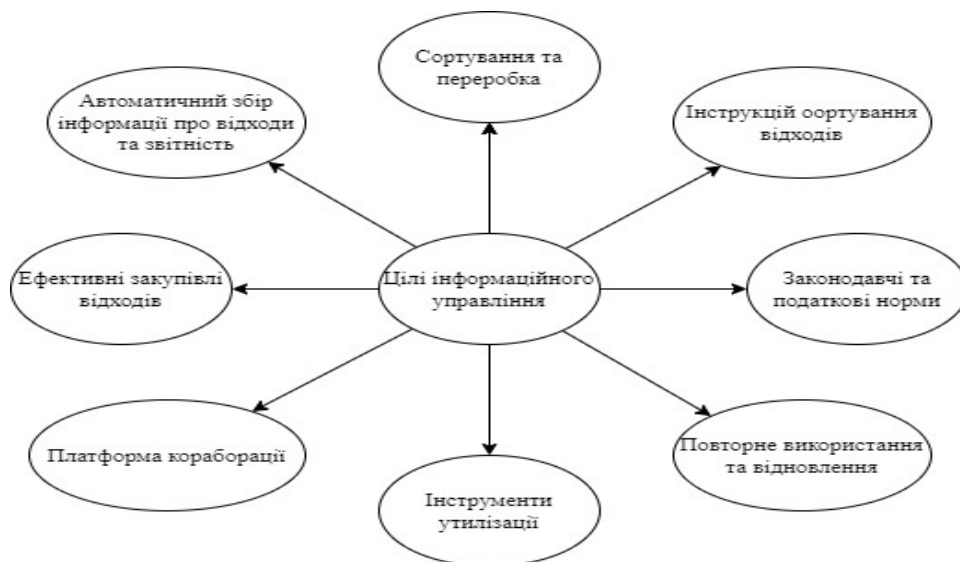 Сортування та
переробка
Автоматичний збір
інформації про відходи
та звітність
Інструкцій оортування
відходів
Ефективні закупівлі
відходів
Цілі інформаційного
управління
Законодавчі та
податкові норми
Платформа кораборації
Інструменти
утилізації
Повторне використання
та відновлення